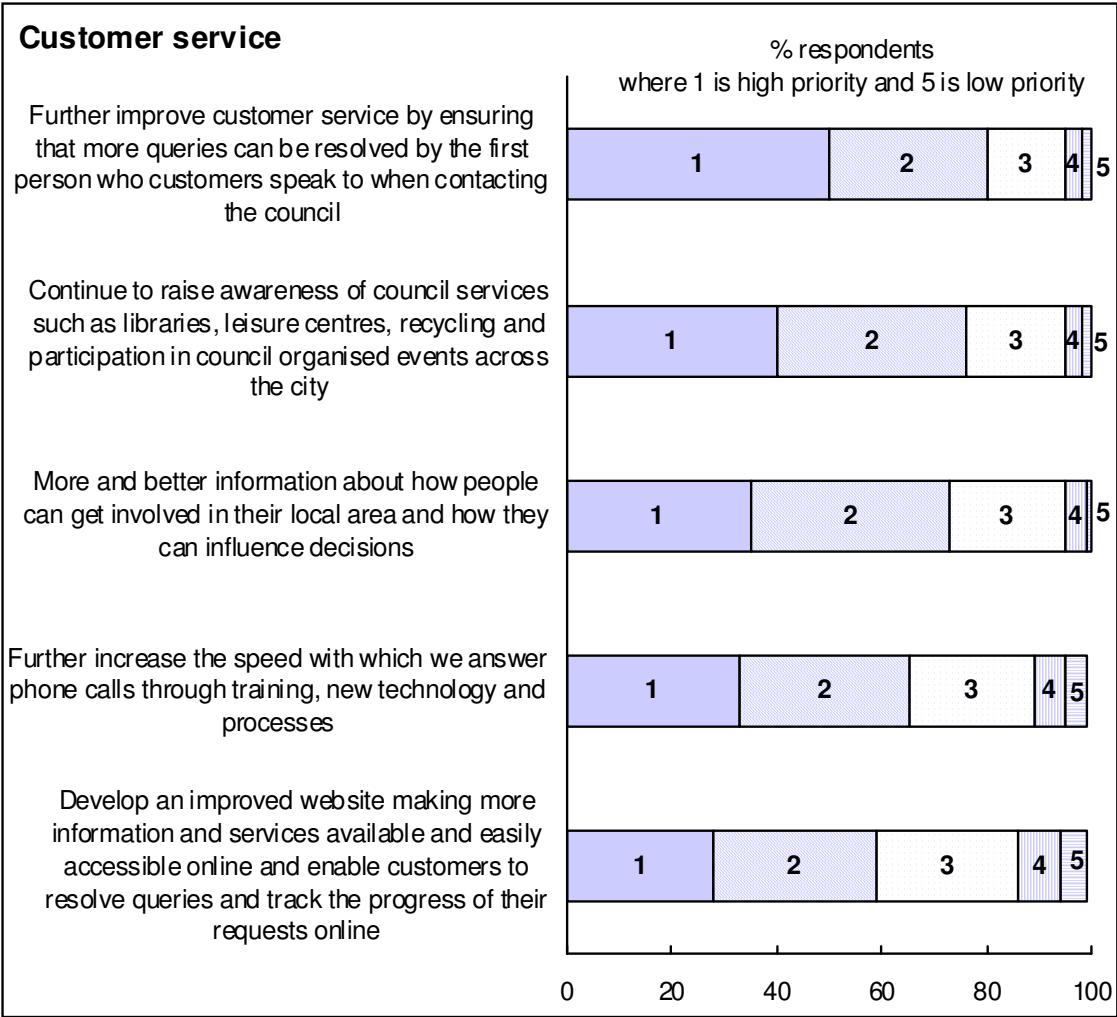 Customer service
% respondents
where 1 is high priority and 5 is low priority
Further improve customer service by ensuring
that more queries can be resolved by the first
person who customers speak to when contacting
the council
1 2 3 4 5
Continue to raise awareness of council services
such as libraries, leisure centres, recycling and
participation in council organised events across
the city
1 2 3 4 5
More and better information about how people
can get involved in their local area and how they
can influence decisions
1 2 3 4 5
Further increase the speed with which we answer
phone calls through training, new technology and
processes
1 2 3 4 5
Develop an improved website making more
information and services available and easily
accessible online and enable customers to
resolve queries and track the progress of their
requests online
1 2 3 4 5
0 20 40 60 80 100